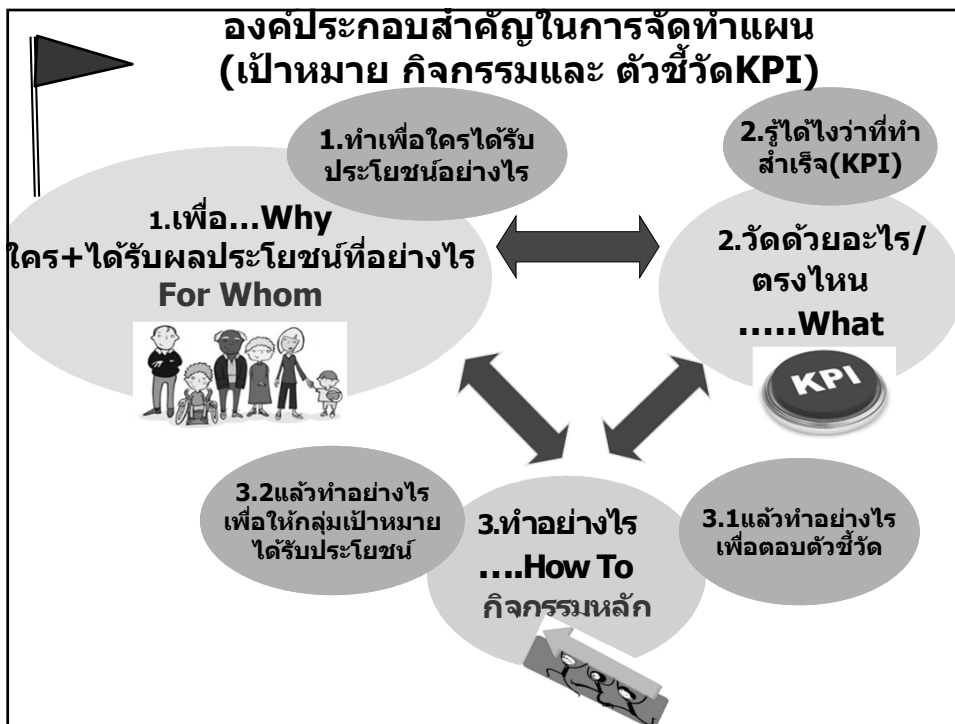 องค์ประกอบสำคัญในการจัดทำแผน
(เป้าหมาย กิจกรรมและ ตัวชี้วัดKPI)
1.ทำเพื่อใครได้รับ
ประโยชน์อย่างไร
2.รู้ได้ไงว่าที่ทำ
สำเร็จ(KPI)
1.เพื่อ...Why
ใคร+ได้รับผลประโยชน์ที่อย่างไร
For Whom
2.วัดด้วยอะไร/
ตรงไหน
.....What
KPI
3.2แล้วทำอย่างไร
เพื่อให้กลุ่มเป้าหมาย
ได้รับประโยชน์
3.ทำอย่างไร
....How To
กิจกรรมหลัก
3.1แล้วทำอย่างไร
เพื่อตอบตัวชี้วัด